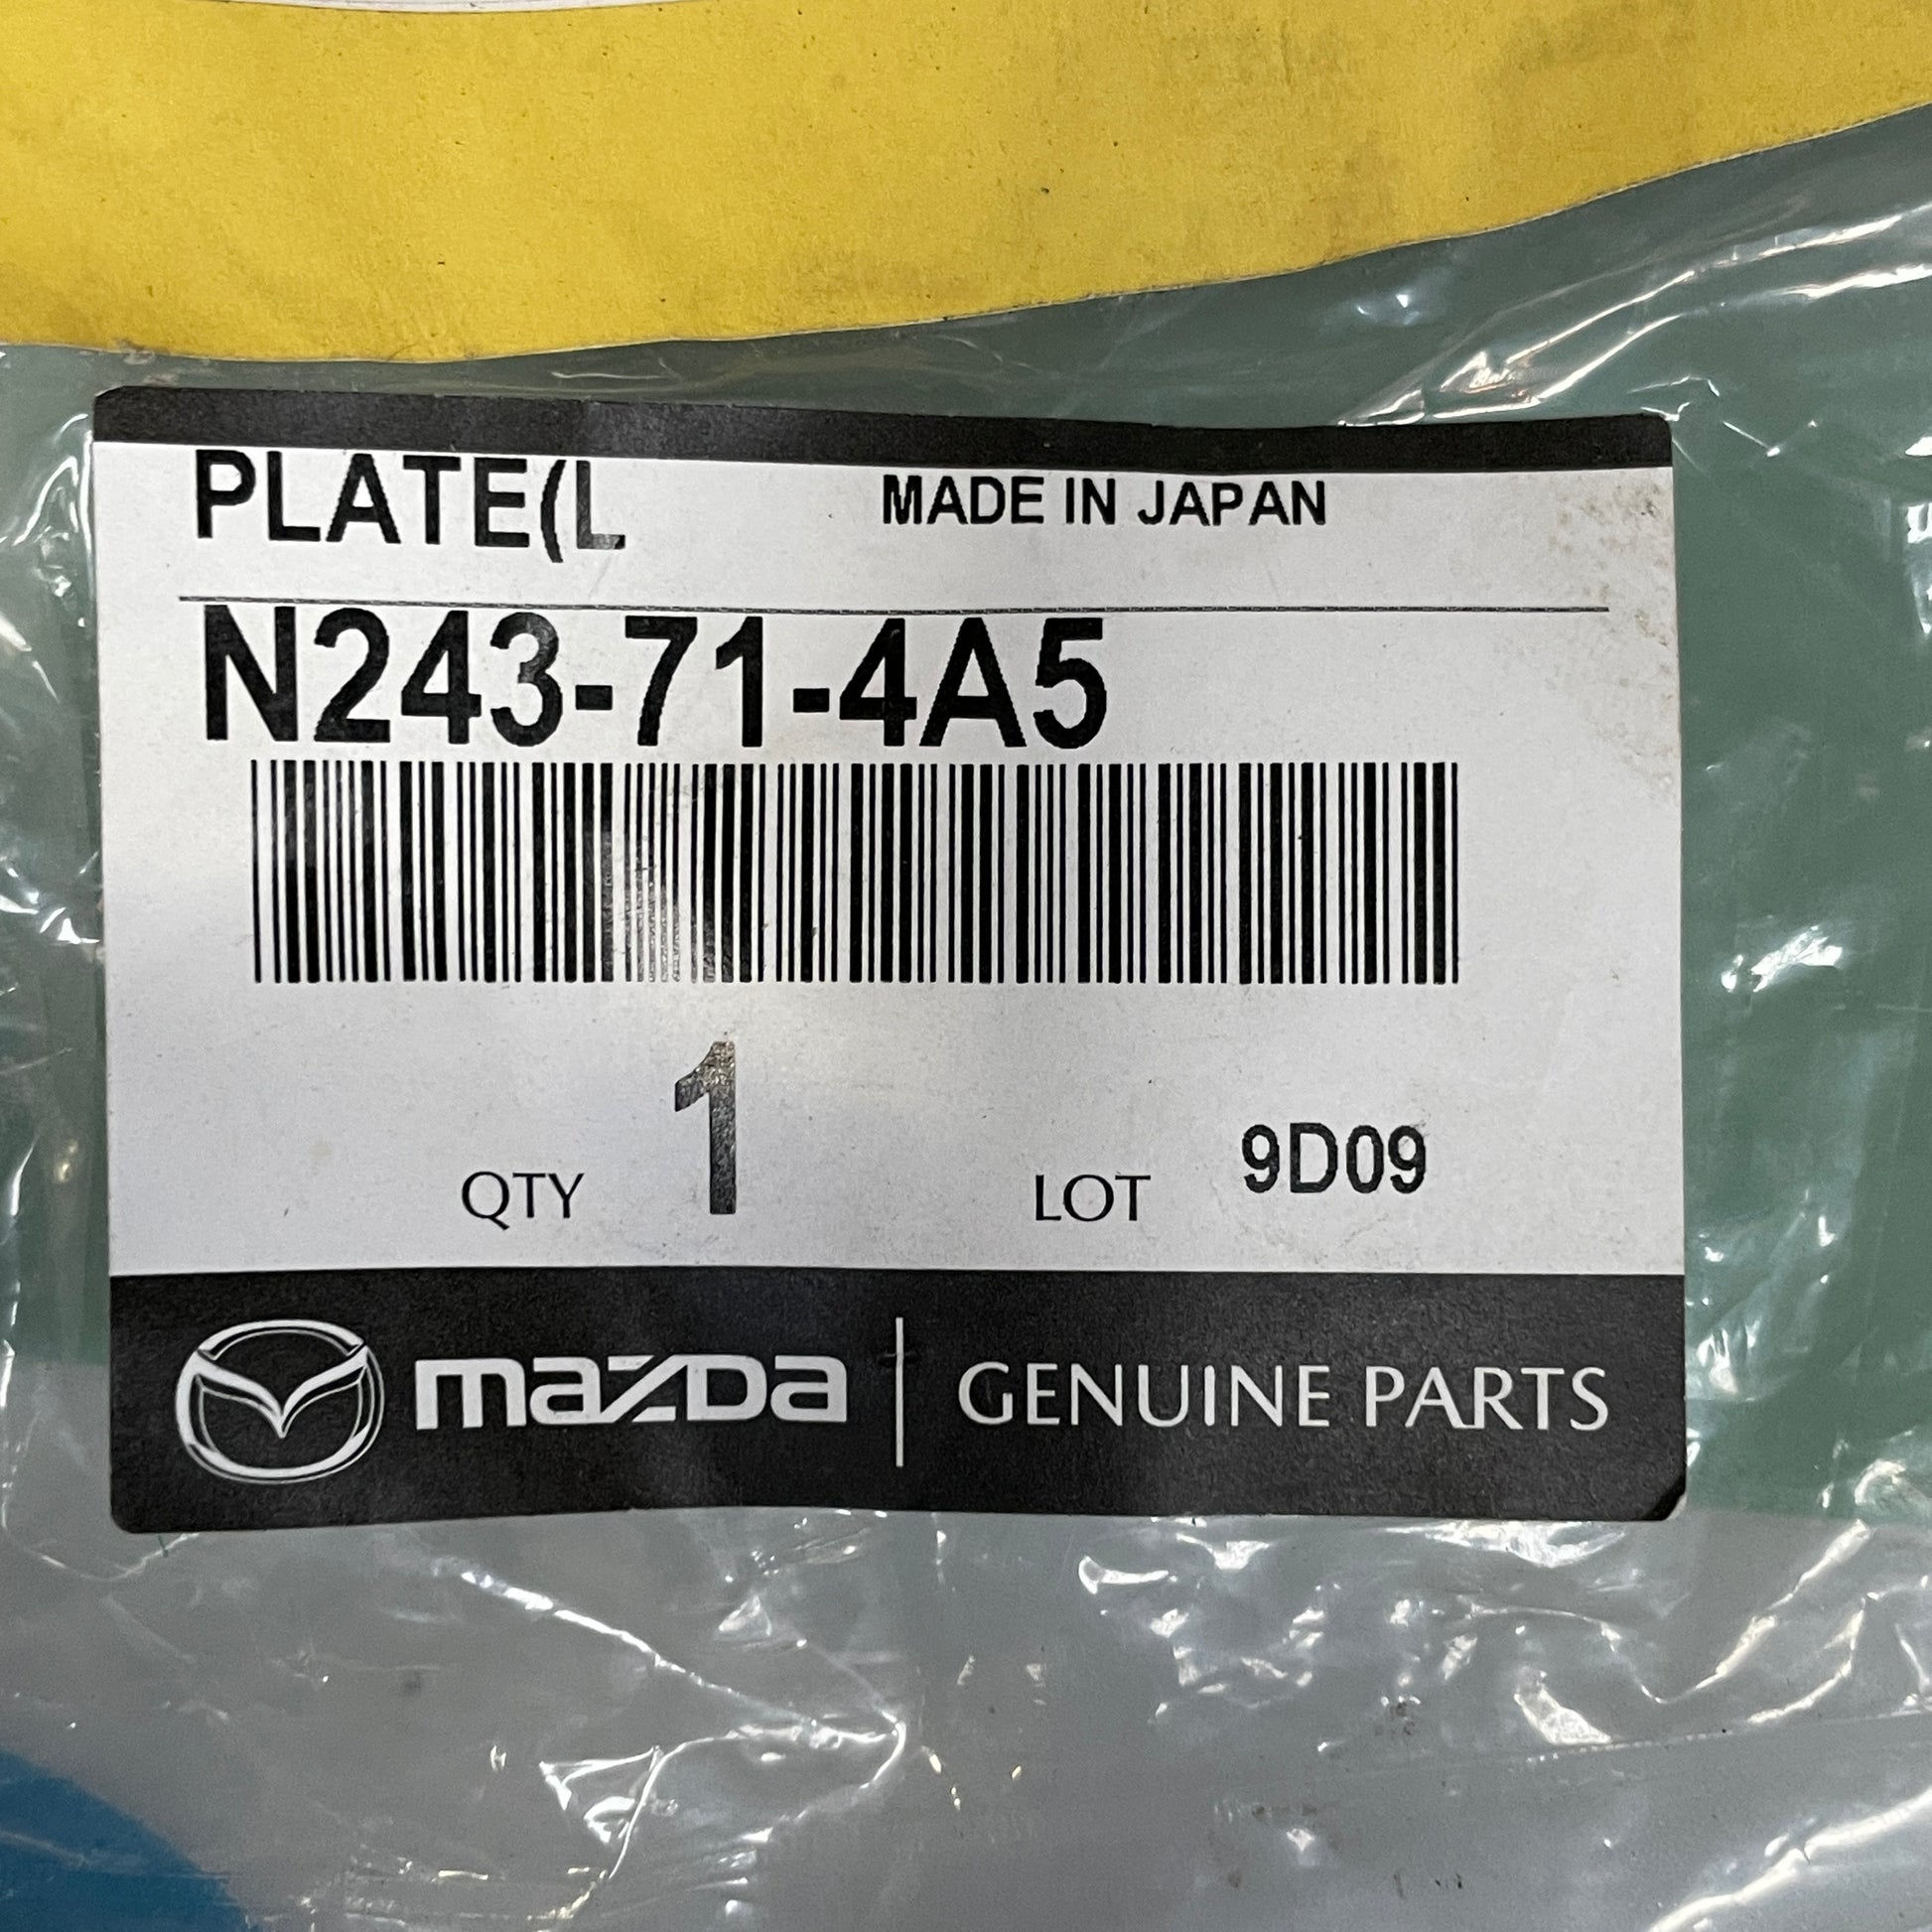 PLATE(L MADE IN JAPAN
N243-71-4A5
QTY 1 LOT 9D09
mazda GENUINE PARTS